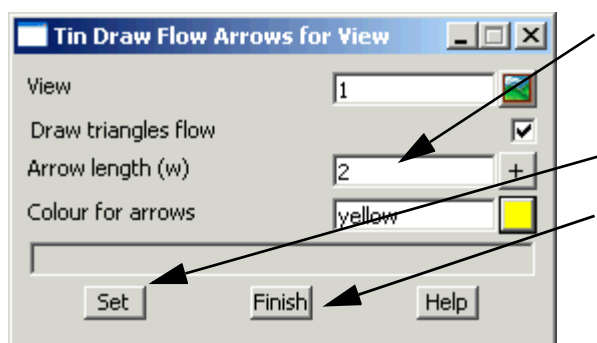 Tin Draw Flow Arrows for View
View 1
Draw triangles flow
Arrow length (w) 2 +
Colour for arrows yellow
Set Finish Help